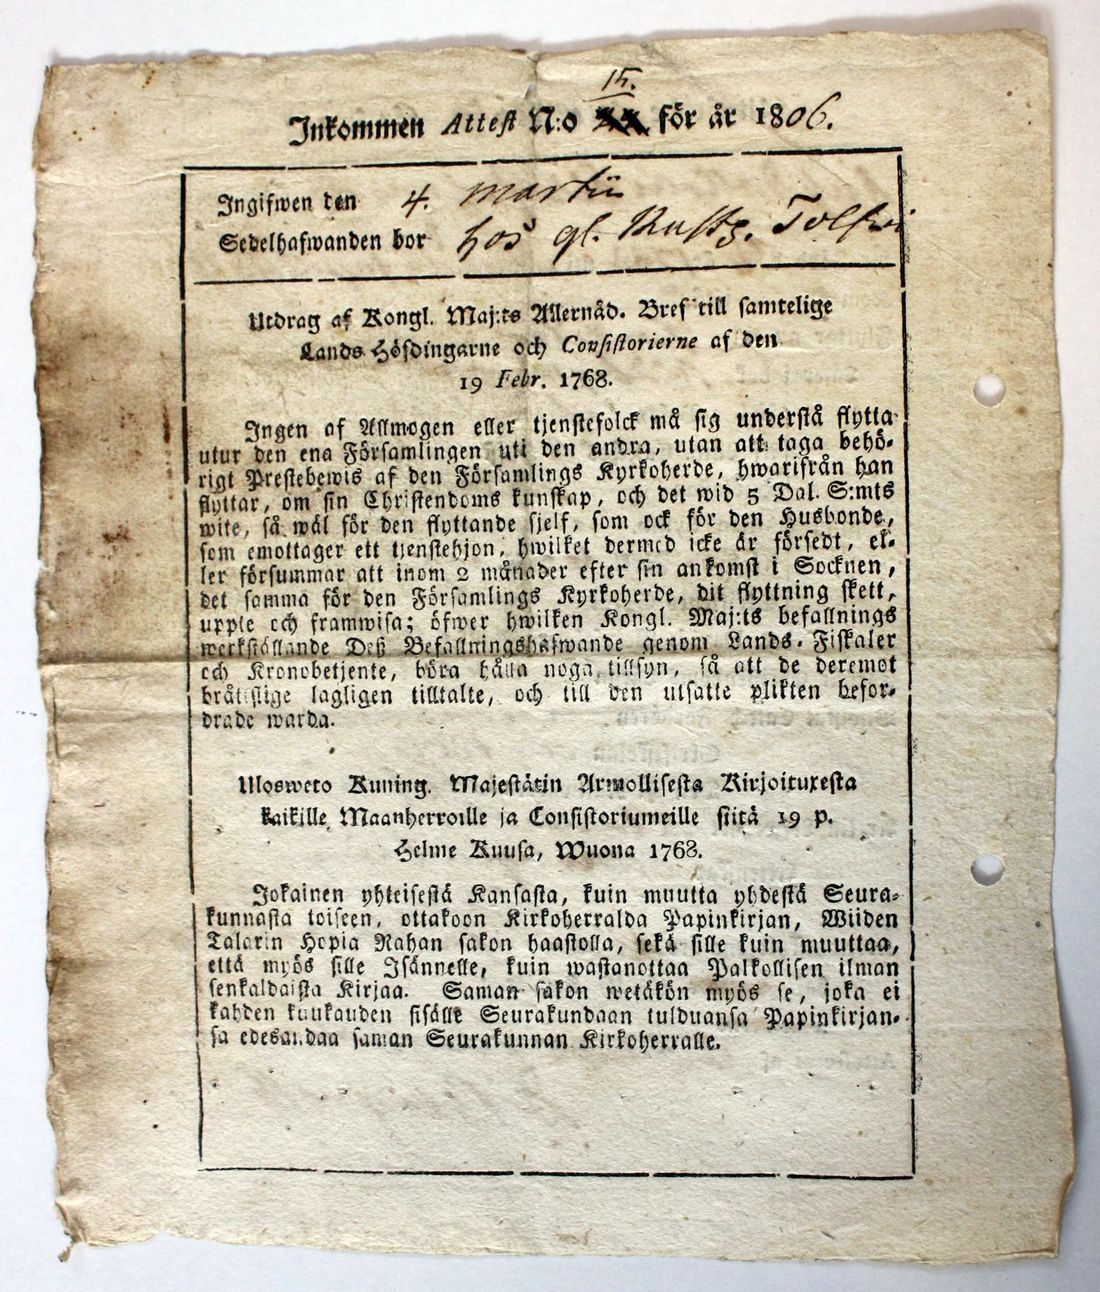 15.
Inkommen Attest N:o för år 1806.
Ingifwen den 4. martii
Sedelhafwanden bor hos gl. Rustg. Tolf
Utdrag af Kongl. Maj:ts Allernåd. Bref till samtelige
Lands Höfdingarne och Consistorierne af den
19 Febr. 1768.
Ingen af Allmogen eller tjenstefolck må sig understå flytta
utur den ena Församlingen uti den andra, utan att taga behö-
rigt Prestebewis af den Församlings Kyrkoherde, hwarifrån han
flyttar, om sin Christendoms kunskap, och det wid 5 Dal. S:mts
wite, så wäl för den flyttande sjelf, som ock för den Husbonde,
som emottager ett tjenstehjon, hwilket dermed icke är försedt, el-
ler försummar att inom 2 månader efter sin ankomst i Socknen,
det samma för den Församlings Kyrkoherde, dit flyttning skett,
upple och framwisa; öfwer hwilken Kongl. Maj:ts befallnings
werkställande Deß Befallningshafwande genom Lands-Fiskaler
och Kronobetjente, böra hålla noga tillsyn, så att de deremot
bråttslige lagligen tilltalte, och till den utsatte plikten befor-
drade warda.
Ulosweto Kuning. Majestätin Armollisesta Kirjoituxesta
kaikille Maanherroille ja Consistoriumeille siitä 19 p.
Helme Kuusa, Wuona 1768.
Jokainen yhteisestä Kansasta, kuin muutta yhdestä Seura-
kunnasta toiseen, ottakoon Kirkoherralda Papinkirjan, Wiiden
Talarin Hopia Rahan sakon haastolla, sekä sille kuin muuttaa,
että myös sille Isännelle, kuin wastanottaa Palkollisen ilman
senkaldaista Kirjaa. Saman sakon wetäkön myös se, joka ei
kahden kuukauden sisälle Seurakundaan tulduansa Papinkirjan-
sa edesandaa saman Seurakunnan Kirkoherralle.